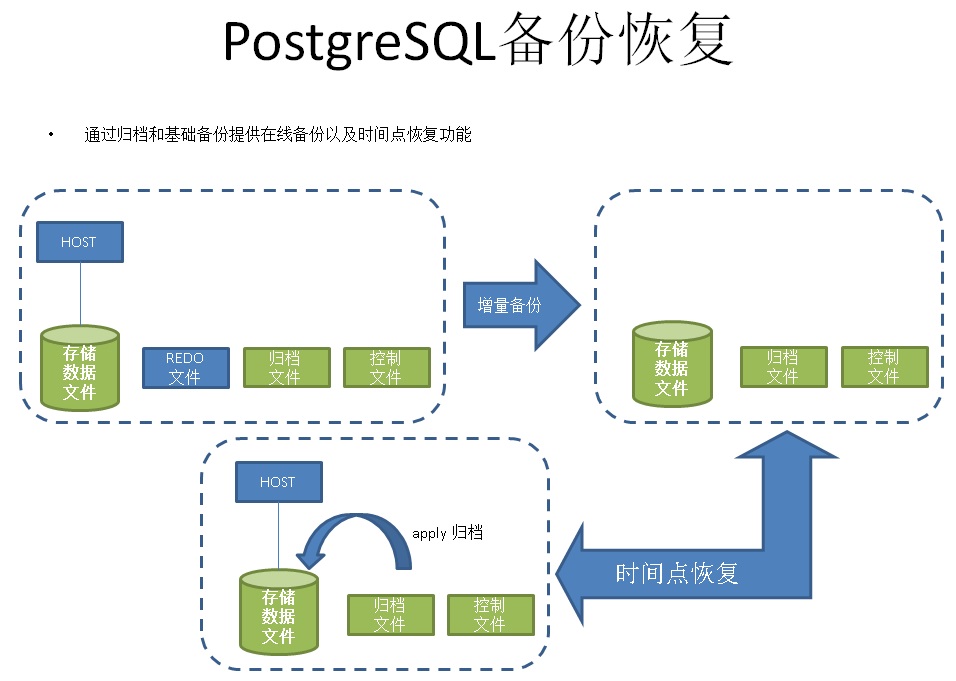 PostgreSQL备份恢复
• 通过归档和基础备份提供在线备份以及时间点恢复功能
HOST
存储
数据
文件
REDO
文件
归档
文件
控制
文件
增量备份
存储
数据
文件
归档
文件
控制
文件
HOST
apply 归档
存储
数据
文件
归档
文件
控制
文件
时间点恢复